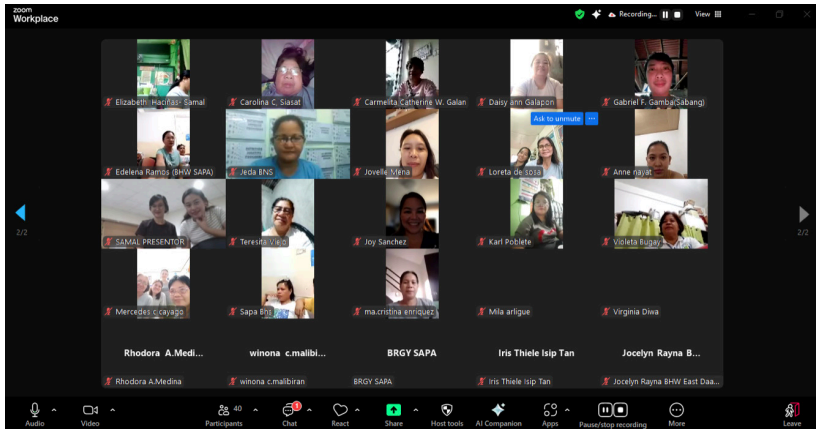 zoom
Workplace
Recording...
View
Elizabeth Haciñas- Samal
Carolina C, Siasat
Carmelita Catherine W. Galan
Daisy ann Galapon
Gabriel F. Gamba(Sabang)
Ask to unmute
Edelena Ramos (BHW SAPA)
Jeda BNS
Jovelle Mena
Loreta de sosa
Anne nayat
SAMAL PRESENTOR
Teresita Viejo
Joy Sanchez
Karl Poblete
Violeta Bugay
2/2
2/2
Mercedes c.cayago
Sapa Bhs
ma.cristina enriquez
Mila arligue
Virginia Diwa
Rhodora A.Medi...
winona c.malibi...
BRGY SAPA
Iris Thiele Isip Tan
Jocelyn Rayna B...
Rhodora A.Medina
winona c.malibiran
BRGY SAPA
Iris Thiele Isip Tan
Jocelyn Rayna BHW East Daa...
40
1
Audio
Video
Participants
Chat
React
Share
Host tools
AI Companion
Apps
Pause/stop recording
More
Leave